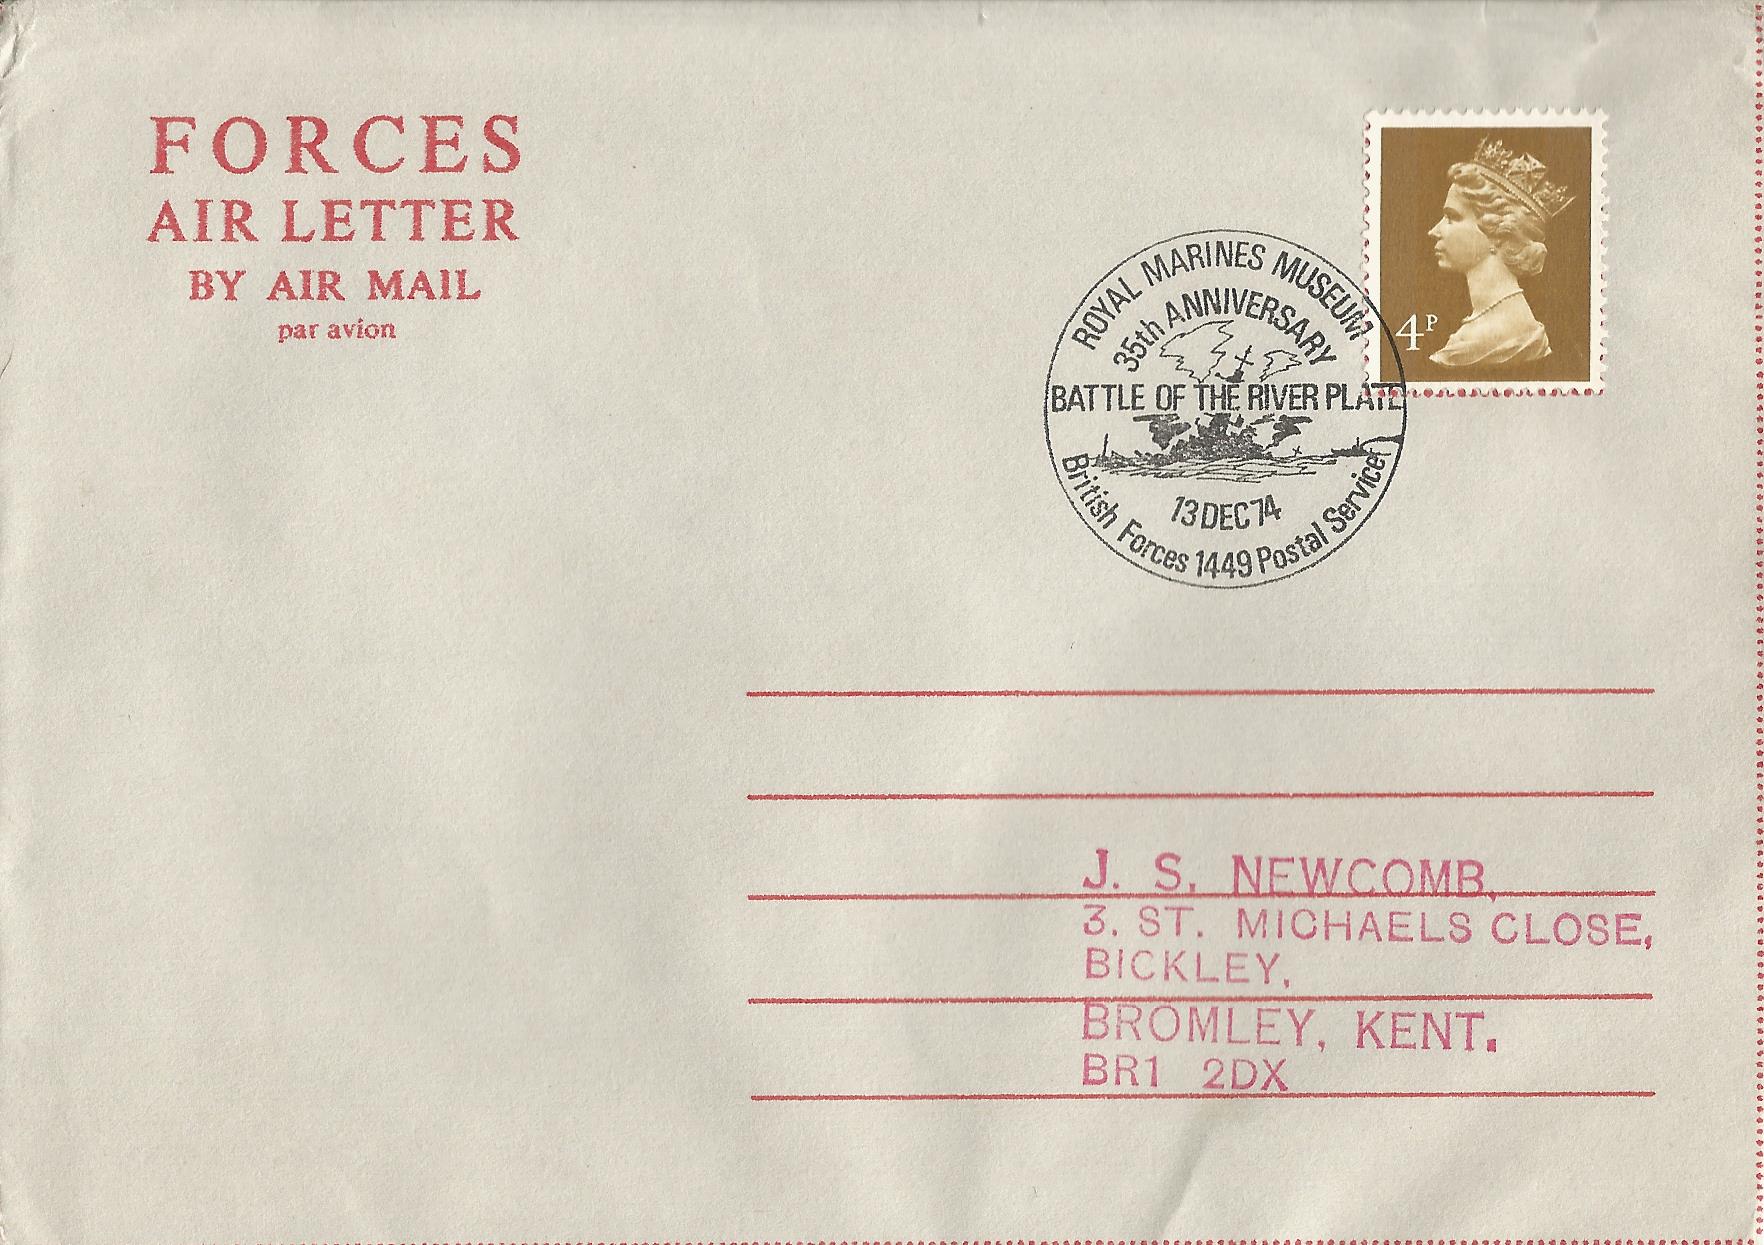 FORCES
AIR LETTER
BY AIR MAIL
par avion
4P
ROYAL MARINES MUSEUM
35th ANNIVERSARY
BATTLE OF THE RIVER PLATE
13 DEC 74
British Forces 1449 Postal Service
J. S. NEWCOMB,
3. ST. MICHAELS CLOSE,
BICKLEY,
BROMLEY, KENT.
BR1 2DX